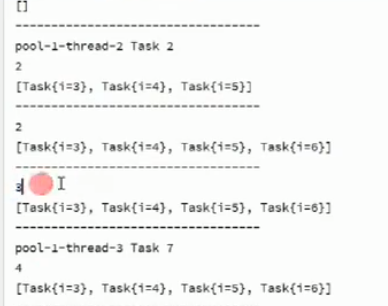 []
----------------------------------
pool-1-thread-2 Task 2
2
[Task{i=3}, Task{i=4}, Task{i=5}]
----------------------------------
2
[Task{i=3}, Task{i=4}, Task{i=5}, Task{i=6}]
----------------------------------
3
[Task{i=3}, Task{i=4}, Task{i=5}, Task{i=6}]
----------------------------------
pool-1-thread-3 Task 7
4
[Task{i=3}, Task{i=4}, Task{i=5}, Task{i=6}]